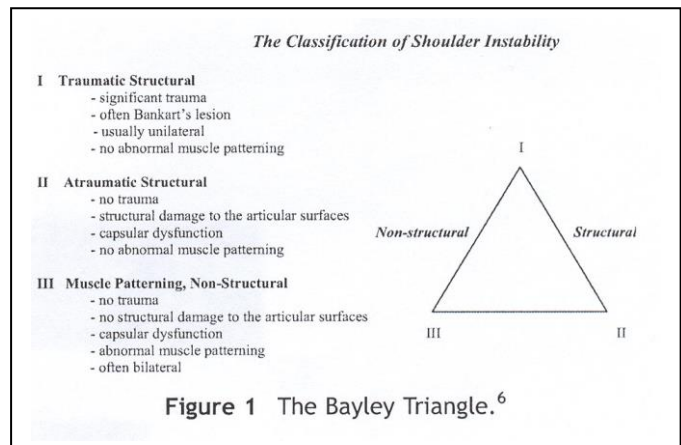 The Classification of Shoulder Instability
I Traumatic Structural
- significant trauma
- often Bankart's lesion
- usually unilateral
- no abnormal muscle patterning
II Atraumatic Structural
- no trauma
- structural damage to the articular surfaces
- capsular dysfunction
- no abnormal muscle patterning
III Muscle Patterning, Non-Structural
- no trauma
- no structural damage to the articular surfaces
- capsular dysfunction
- abnormal muscle patterning
- often bilateral
I
Non-structural Structural
III II
Figure 1 The Bayley Triangle.6